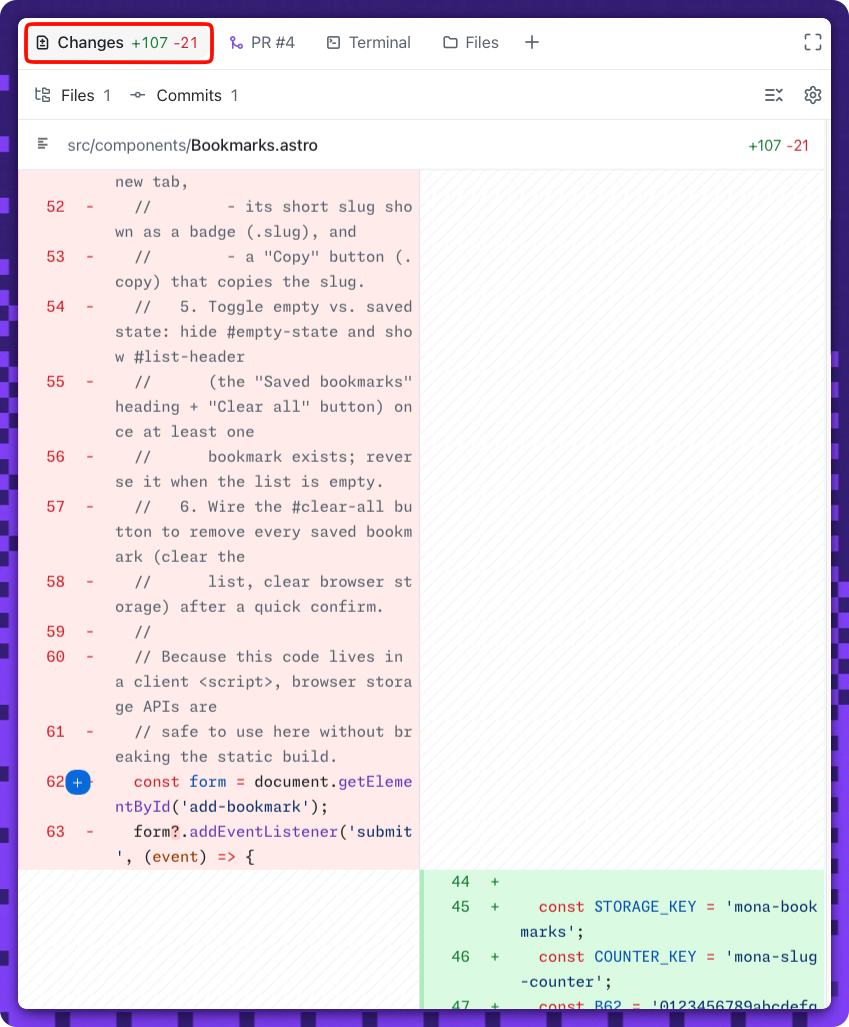 Changes +107 -21 PR #4 Terminal Files
Files 1 Commits 1
src/components/Bookmarks.astro +107 -21
new tab,
52 - // - its short slug sho
wn as a badge (.slug), and
53 - // - a "Copy" button (.
copy) that copies the slug.
54 - // 5. Toggle empty vs. saved
state: hide #empty-state and sho
w #list-header
55 - // (the "Saved bookmarks"
heading + "Clear all" button) on
ce at least one
56 - // bookmark exists; rever
se it when the list is empty.
57 - // 6. Wire the #clear-all bu
tton to remove every saved bookm
ark (clear the
58 - // list, clear browser st
orage) after a quick confirm.
59 - //
60 - // Because this code lives in
a client <script>, browser stora
ge APIs are
61 - // safe to use here without br
eaking the static build.
62 - const form = document.getEleme
ntById('add-bookmark');
63 - form?.addEventListener('submit
', (event) => {
44 +
45 + const STORAGE_KEY = 'mona-book
marks';
46 + const COUNTER_KEY = 'mona-slug
-counter';
47 + const B62 = '0123456789abcdefg